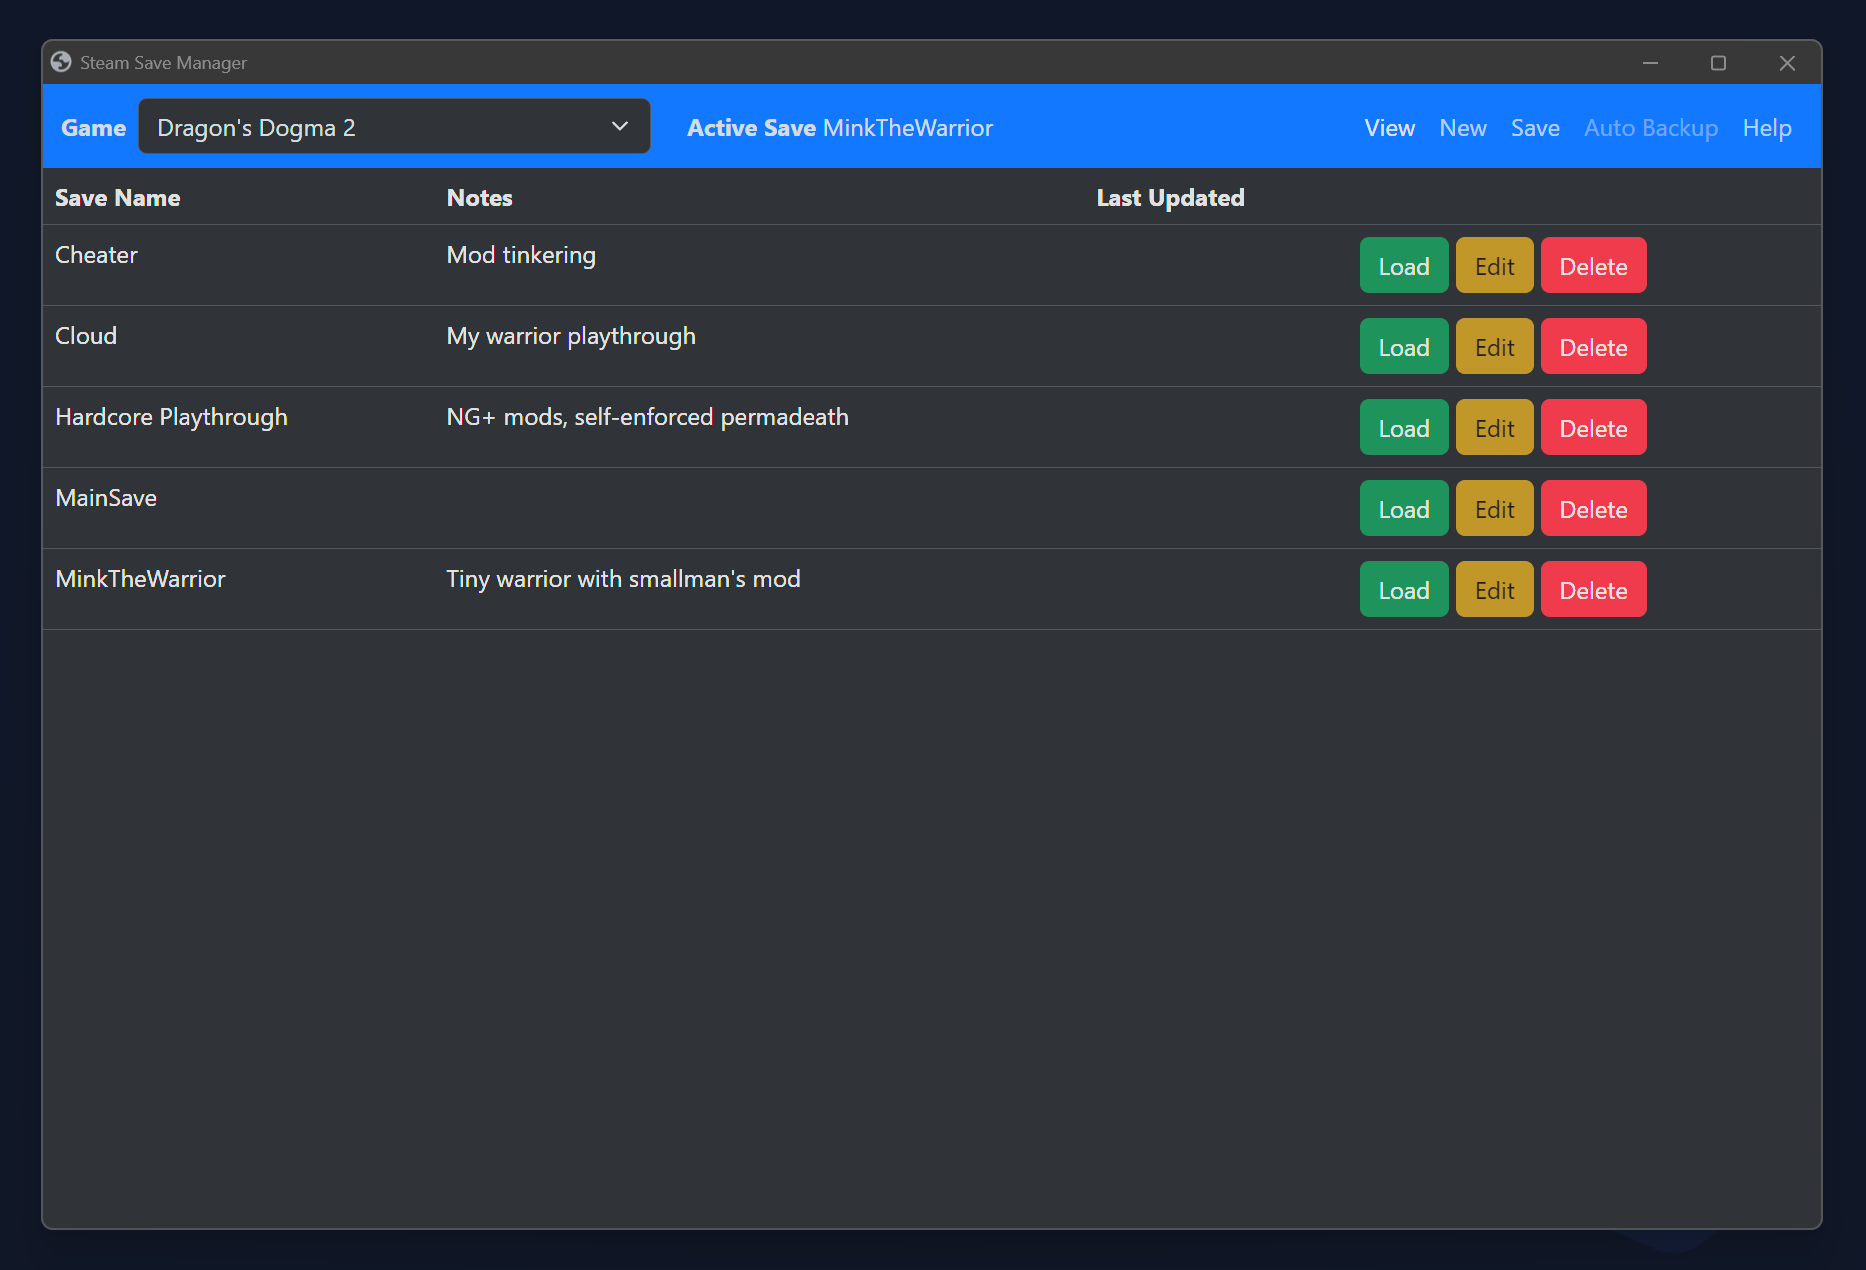 Steam Save Manager
Game Dragon's Dogma 2 Active Save MinkTheWarrior View New Save Auto Backup Help
Save Name Notes Last Updated
Cheater Mod tinkering Load Edit Delete
Cloud My warrior playthrough Load Edit Delete
Hardcore Playthrough NG+ mods, self-enforced permadeath Load Edit Delete
MainSave Load Edit Delete
MinkTheWarrior Tiny warrior with smallman's mod Load Edit Delete